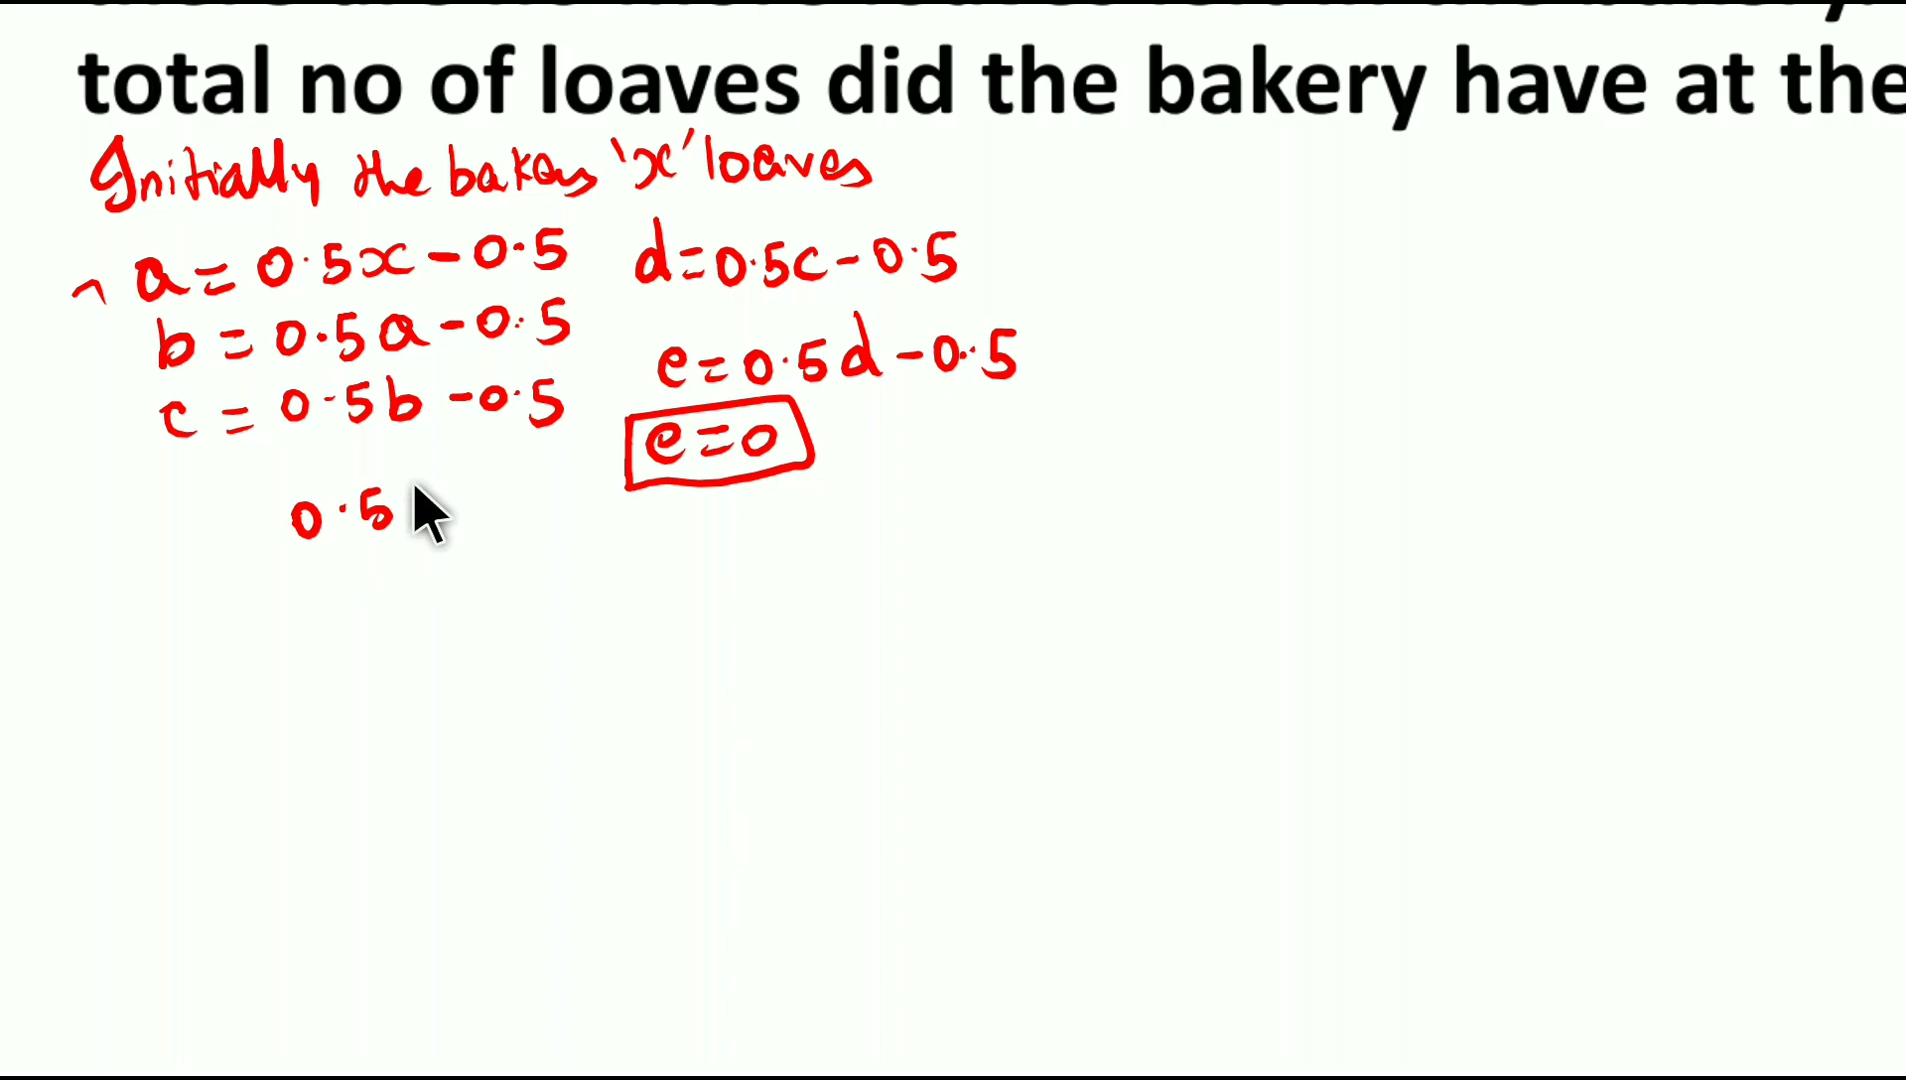 total no of loaves did the bakery have at the
Initially the bakery 'x' loaves
a = 0.5x - 0.5
b = 0.5a - 0.5
c = 0.5b - 0.5
0.5
d = 0.5c - 0.5
e = 0.5d - 0.5
e = 0